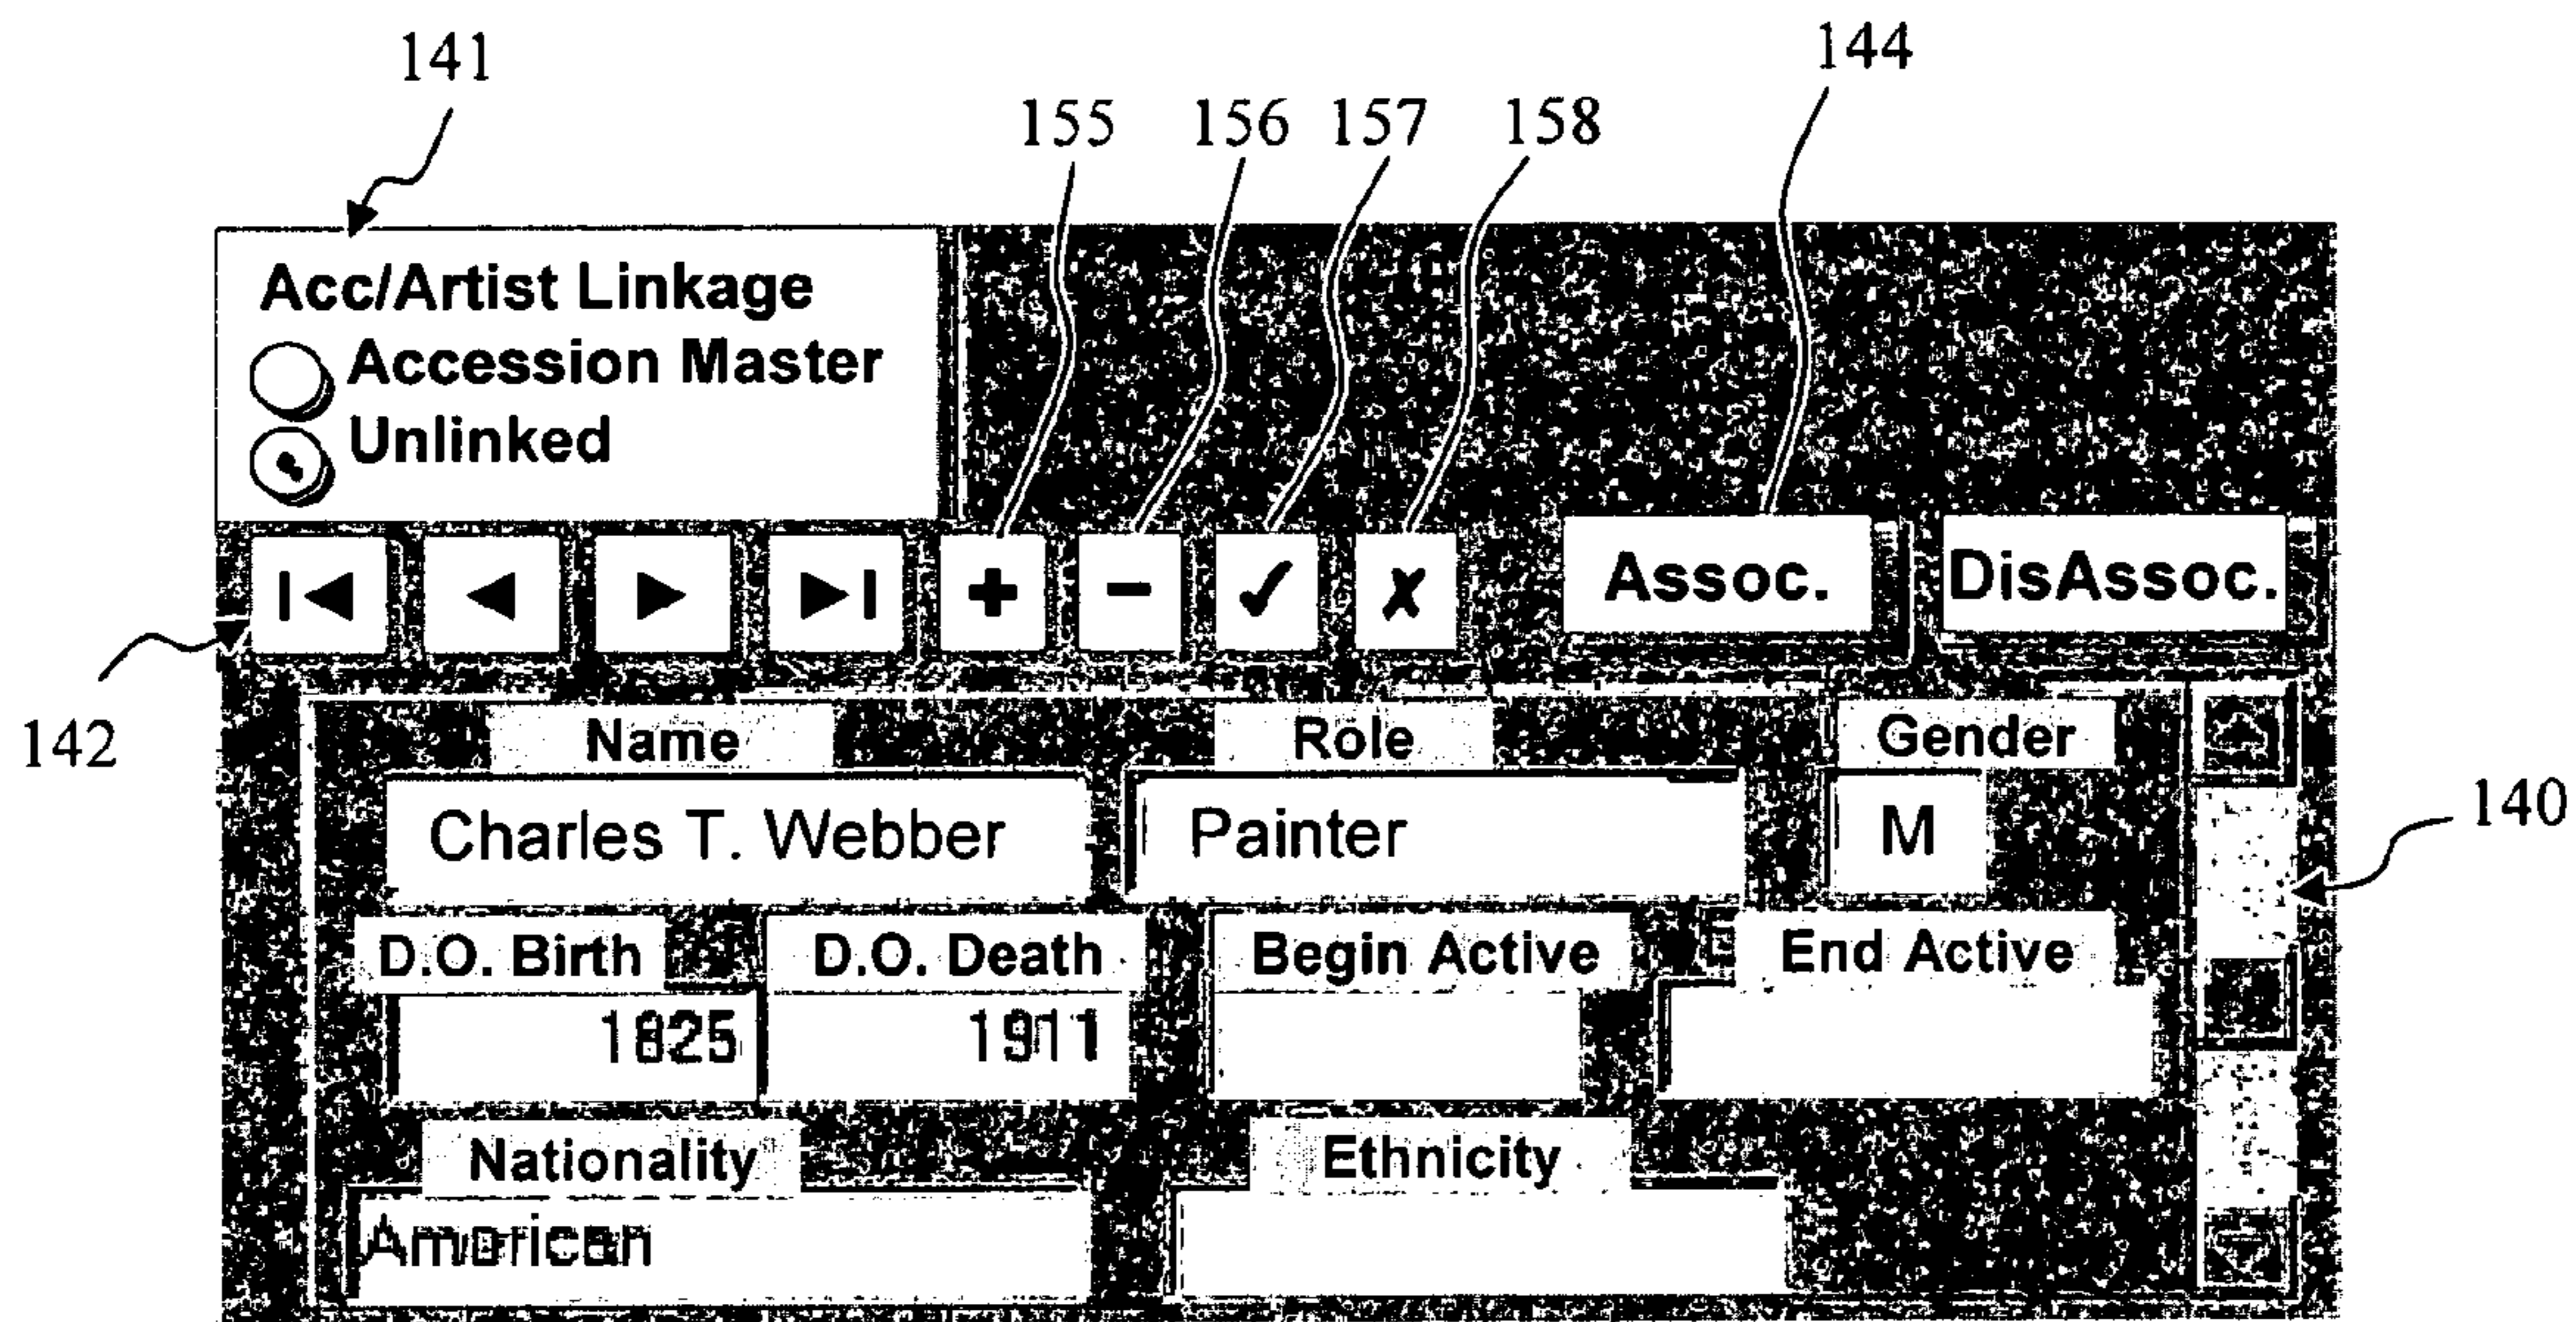 141
144
155 156 157 158
Acc/Artist Linkage
Accession Master
Unlinked
Assoc. DisAssoc.
142
Name Role Gender
140
Charles T. Webber Painter M
D.O. Birth D.O. Death Begin Active End Active
1825 1911
Nationality Ethnicity
American